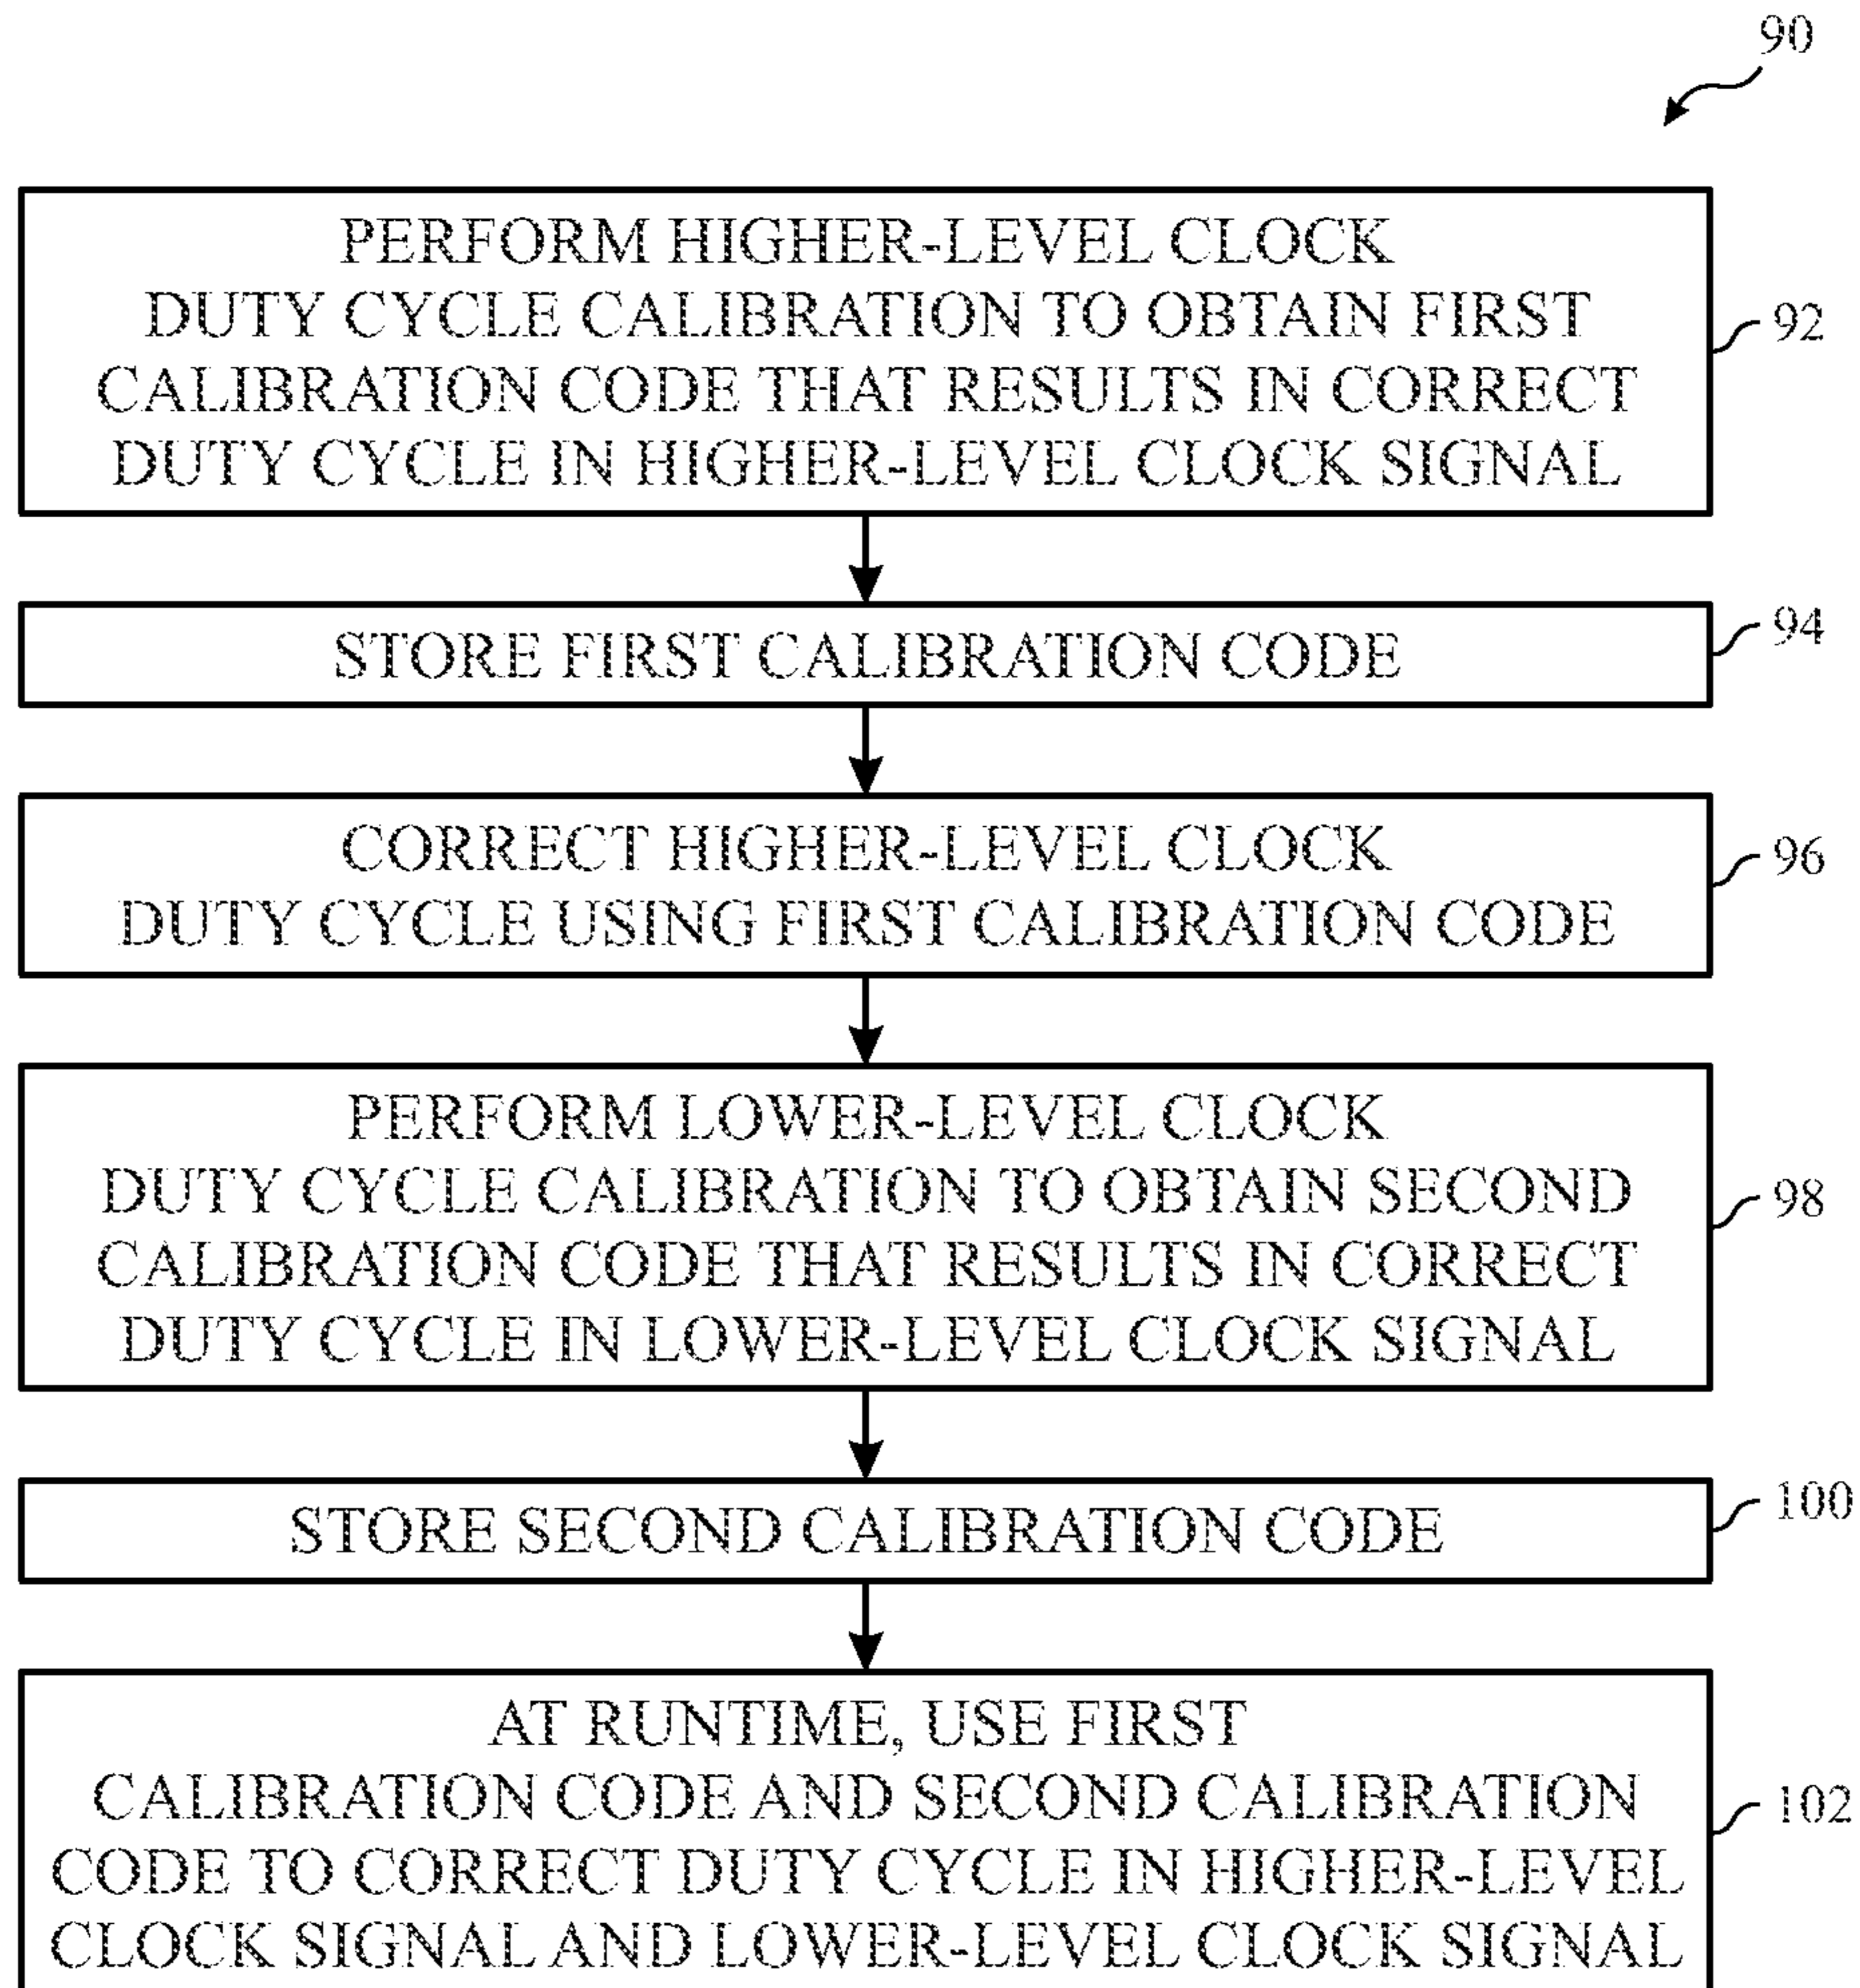 90
PERFORM HIGHER-LEVEL CLOCK
DUTY CYCLE CALIBRATION TO OBTAIN FIRST
CALIBRATION CODE THAT RESULTS IN CORRECT
DUTY CYCLE IN HIGHER-LEVEL CLOCK SIGNAL
92
STORE FIRST CALIBRATION CODE
94
CORRECT HIGHER-LEVEL CLOCK
DUTY CYCLE USING FIRST CALIBRATION CODE
96
PERFORM LOWER-LEVEL CLOCK
DUTY CYCLE CALIBRATION TO OBTAIN SECOND
CALIBRATION CODE THAT RESULTS IN CORRECT
DUTY CYCLE IN LOWER-LEVEL CLOCK SIGNAL
98
STORE SECOND CALIBRATION CODE
100
AT RUNTIME, USE FIRST
CALIBRATION CODE AND SECOND CALIBRATION
CODE TO CORRECT DUTY CYCLE IN HIGHER-LEVEL
CLOCK SIGNAL AND LOWER-LEVEL CLOCK SIGNAL
102